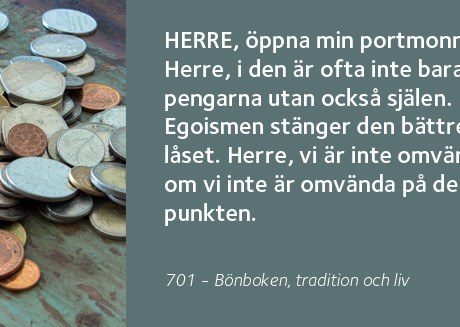 HERRE, öppna min portmonn
Herre, i den är ofta inte bara
pengarna utan också själen.
Egoismen stänger den bättre
låset. Herre, vi är inte omvän
om vi inte är omvända på de
punkten.
701 – Bönboken, tradition och liv